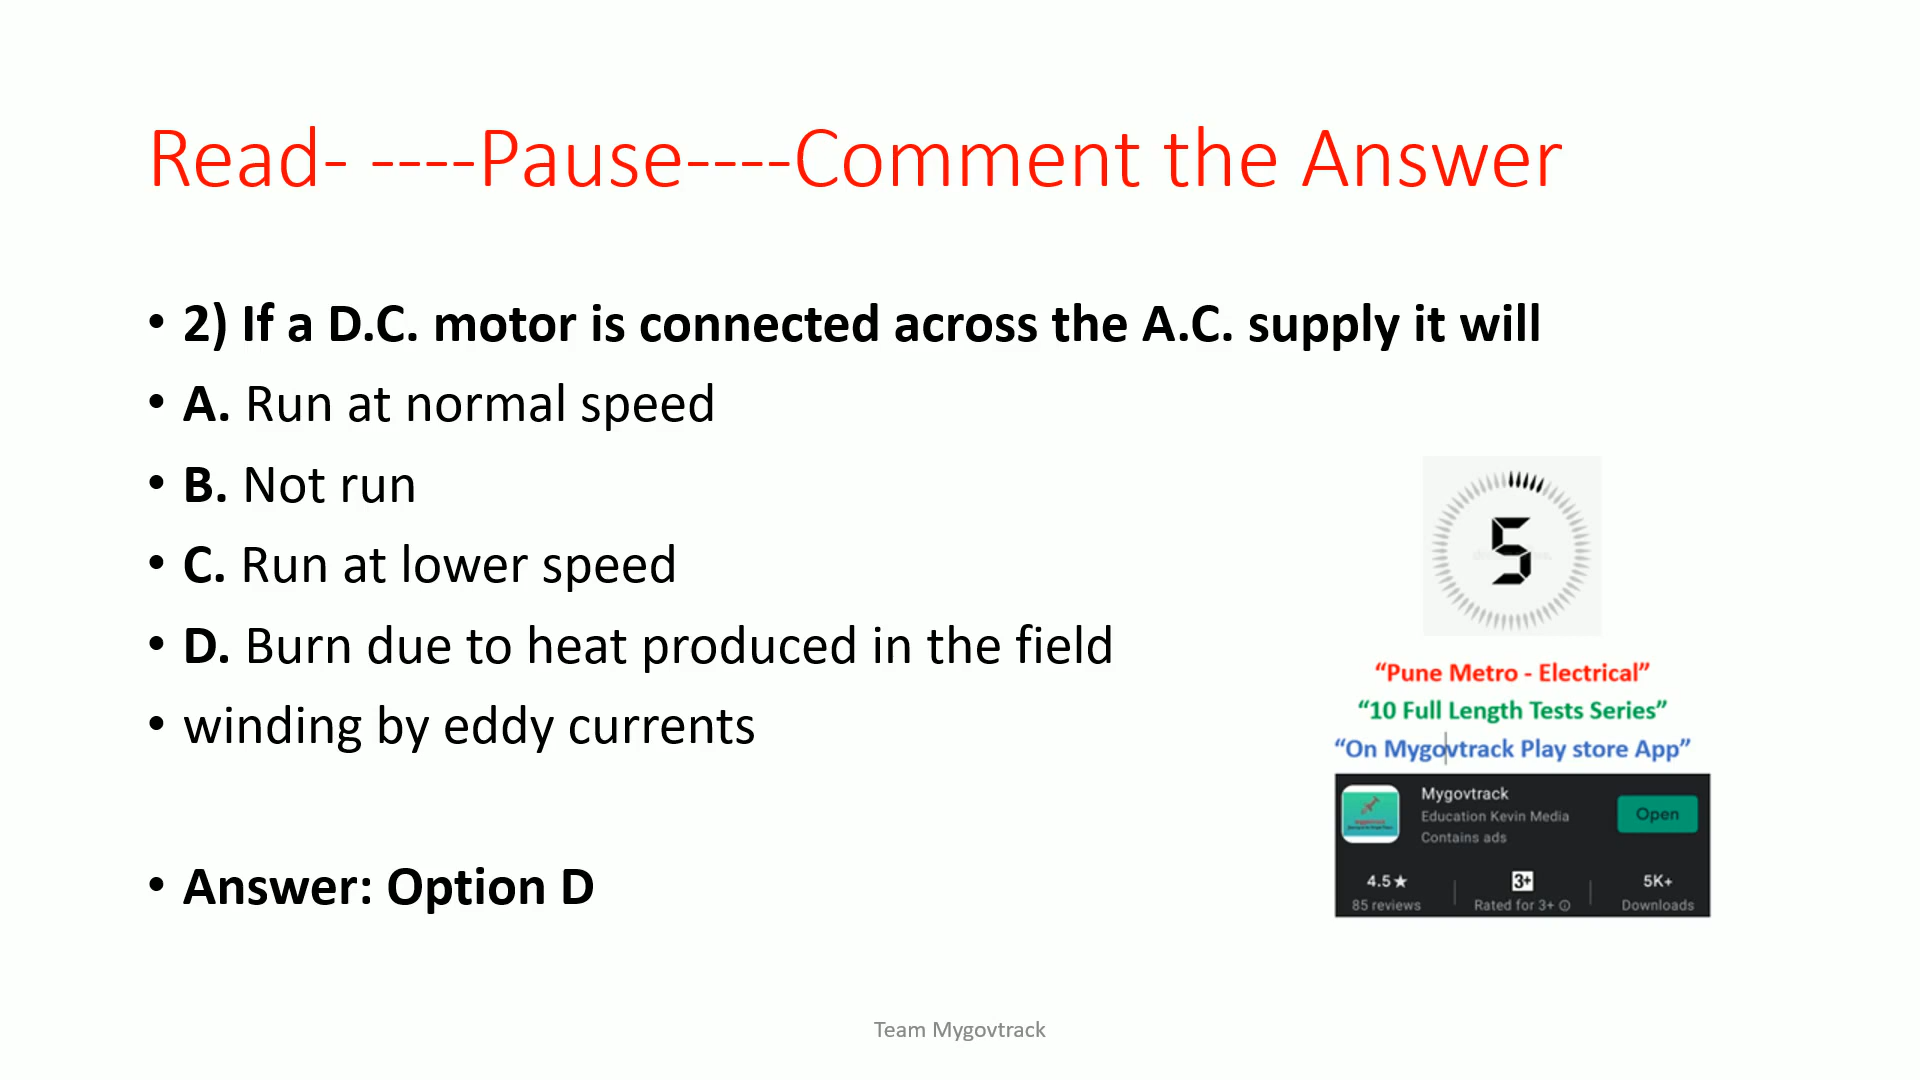 Read- ----Pause----Comment the Answer
• 2) If a D.C. motor is connected across the A.C. supply it will
• A. Run at normal speed
• B. Not run
• C. Run at lower speed
• D. Burn due to heat produced in the field
• winding by eddy currents
• Answer: Option D
5
“Pune Metro - Electrical”
“10 Full Length Tests Series”
“On Mygovtrack Play store App”
Mygovtrack
Education Kevin Media
Contains ads
Open
4.5★
85 reviews
3+
Rated for 3+
5K+
Downloads
Team Mygovtrack